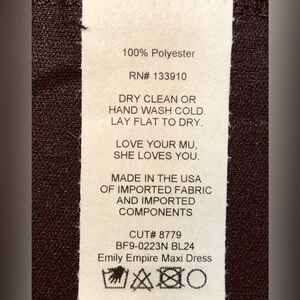 100% Polyester
RN# 133910
DRY CLEAN OR
HAND WASH COLD.
LAY FLAT TO DRY.
LOVE YOUR MU,
SHE LOVES YOU.
MADE IN THE USA
OF IMPORTED FABRIC
AND IMPORTED
COMPONENTS
CUT# 8779
BF9-0223N BL24
Emily Empire Maxi Dress